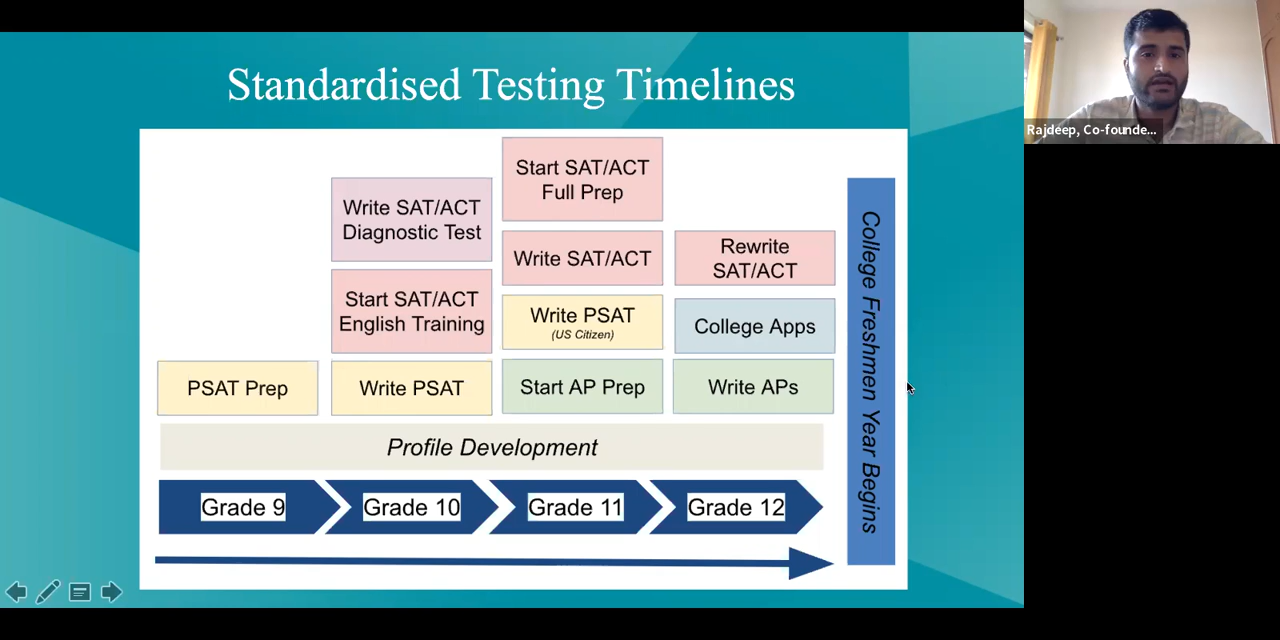 Standardised Testing Timelines
Rajdeep, Co-founde...
Start SAT/ACT
Full Prep
Write SAT/ACT
Diagnostic Test
Write SAT/ACT
Rewrite
SAT/ACT
Start SAT/ACT
English Training
Write PSAT
(US Citizen)
College Apps
PSAT Prep
Write PSAT
Start AP Prep
Write APs
Profile Development
Grade 9
Grade 10
Grade 11
Grade 12
College Freshmen Year Begins